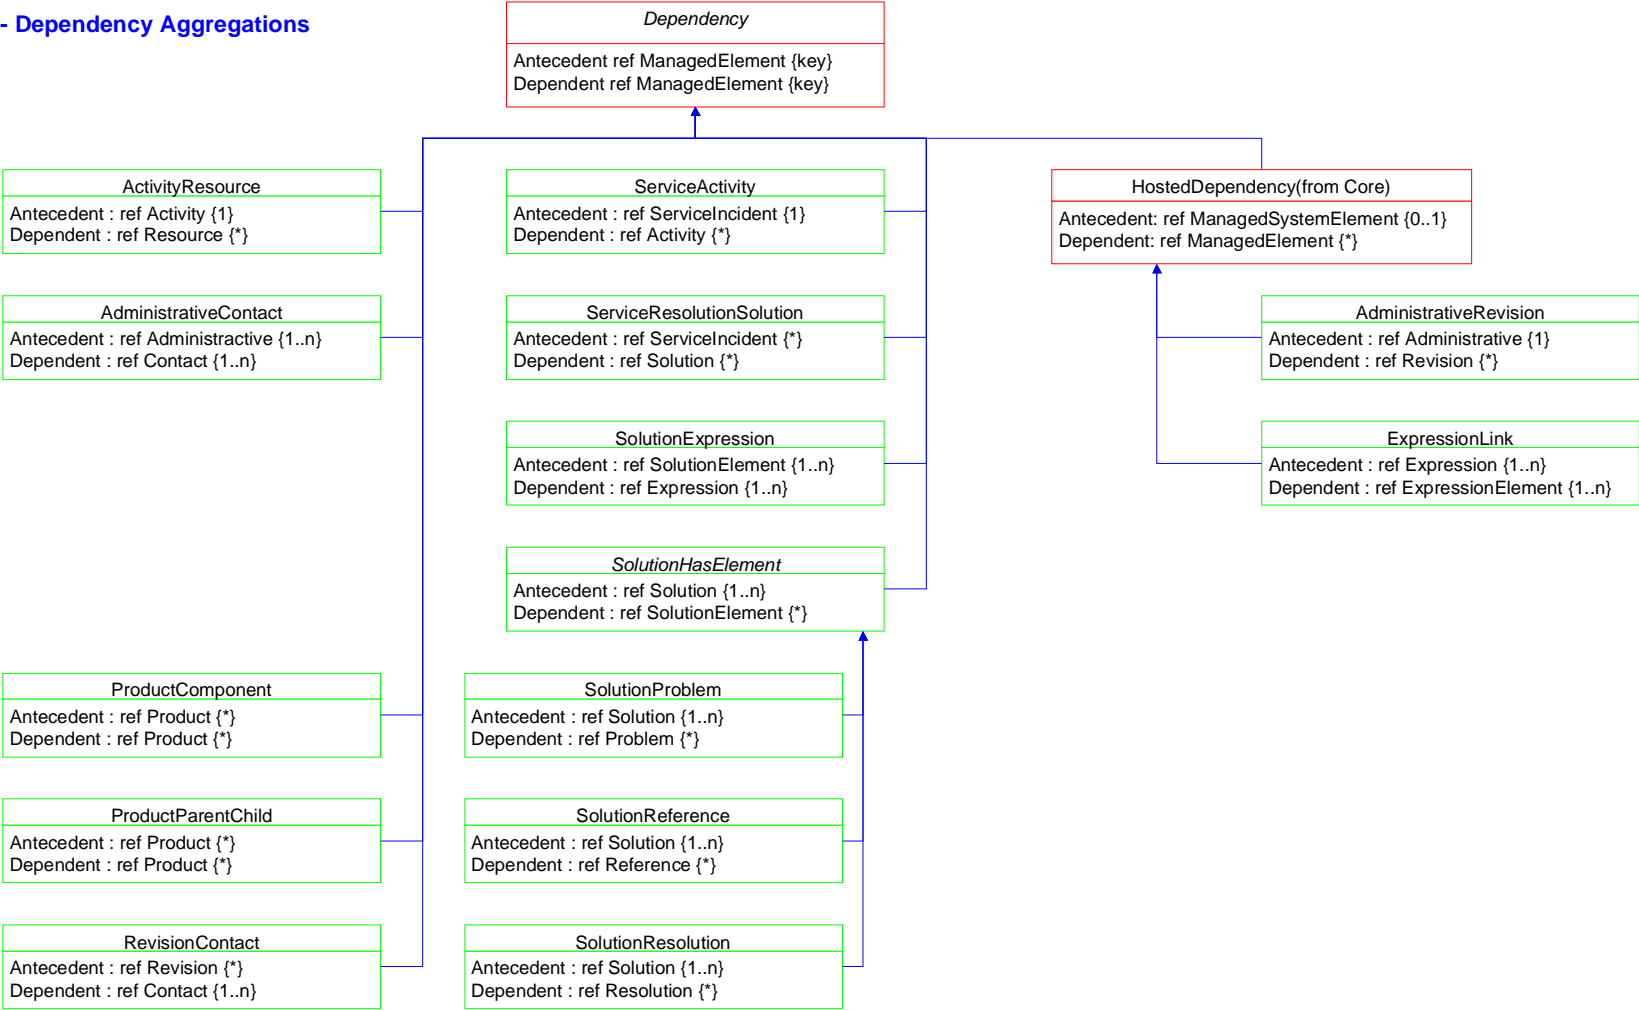 - Dependency Aggregations
Dependency
Antecedent ref ManagedElement {key}
Dependent ref ManagedElement {key}
ActivityResource
Antecedent : ref Activity {1}
Dependent : ref Resource {*}
ServiceActivity
Antecedent : ref ServiceIncident {1}
Dependent : ref Activity {*}
HostedDependency(from Core)
Antecedent: ref ManagedSystemElement {0..1}
Dependent: ref ManagedElement {*}
AdministrativeContact
Antecedent : ref Administractive {1..n}
Dependent : ref Contact {1..n}
ServiceResolutionSolution
Antecedent : ref ServiceIncident {*}
Dependent : ref Solution {*}
AdministrativeRevision
Antecedent : ref Administrative {1}
Dependent : ref Revision {*}
SolutionExpression
Antecedent : ref SolutionElement {1..n}
Dependent : ref Expression {1..n}
ExpressionLink
Antecedent : ref Expression {1..n}
Dependent : ref ExpressionElement {1..n}
SolutionHasElement
Antecedent : ref Solution {1..n}
Dependent : ref SolutionElement {*}
ProductComponent
Antecedent : ref Product {*}
Dependent : ref Product {*}
SolutionProblem
Antecedent : ref Solution {1..n}
Dependent : ref Problem {*}
ProductParentChild
Antecedent : ref Product {*}
Dependent : ref Product {*}
SolutionReference
Antecedent : ref Solution {1..n}
Dependent : ref Reference {*}
RevisionContact
Antecedent : ref Revision {*}
Dependent : ref Contact {1..n}
SolutionResolution
Antecedent : ref Solution {1..n}
Dependent : ref Resolution {*}